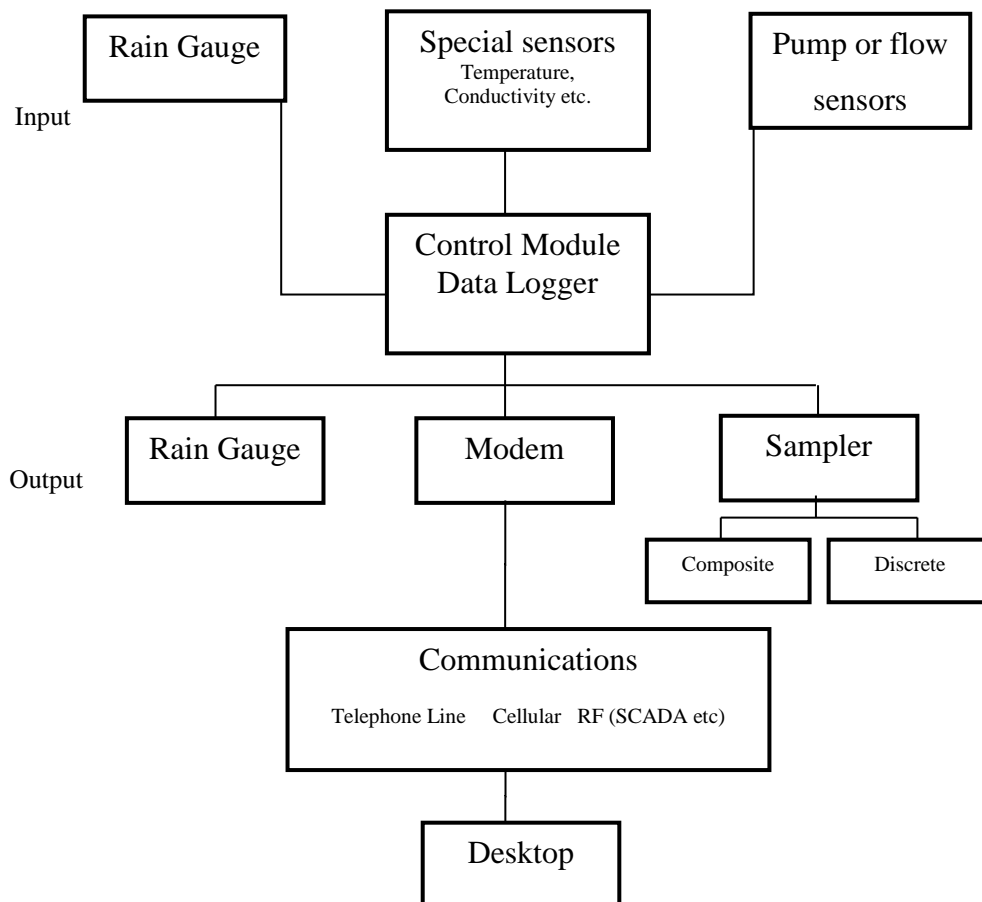 Rain Gauge
Special sensors
Temperature,
Conductivity etc.
Pump or flow
sensors
Input
Control Module
Data Logger
Rain Gauge
Modem
Sampler
Output
Composite
Discrete
Communications
Telephone Line Cellular RF (SCADA etc)
Desktop